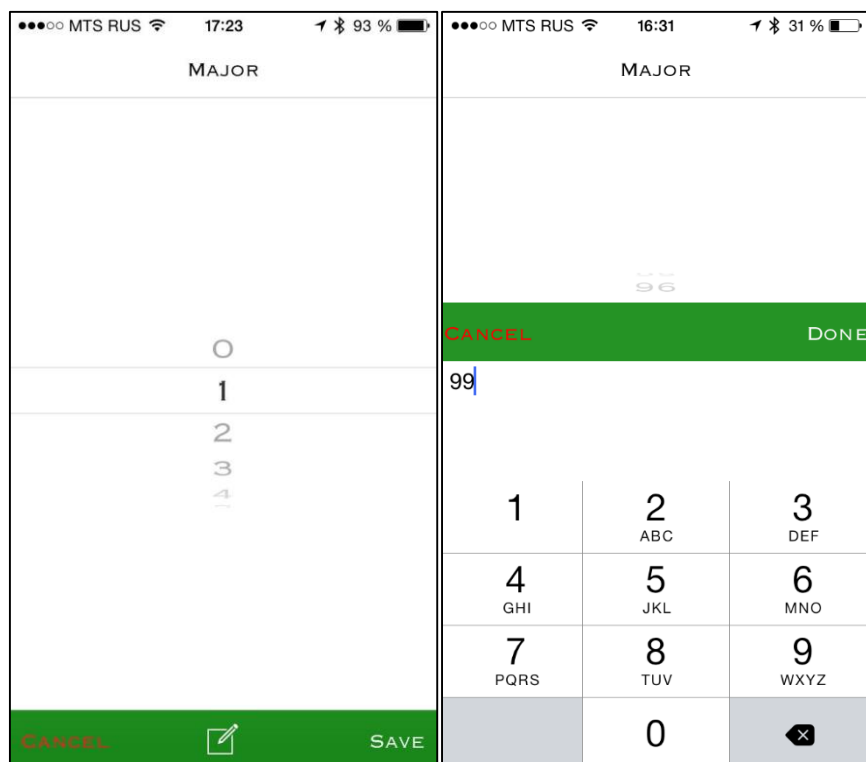 MTS RUS 17:23 93 %
MAJOR
0
1
2
3
4
CANCEL SAVE
MTS RUS 16:31 31 %
MAJOR
96
CANCEL DONE
99
1 2 3
ABC DEF
4 5 6
GHI JKL MNO
7 8 9
PQRS TUV WXYZ
0